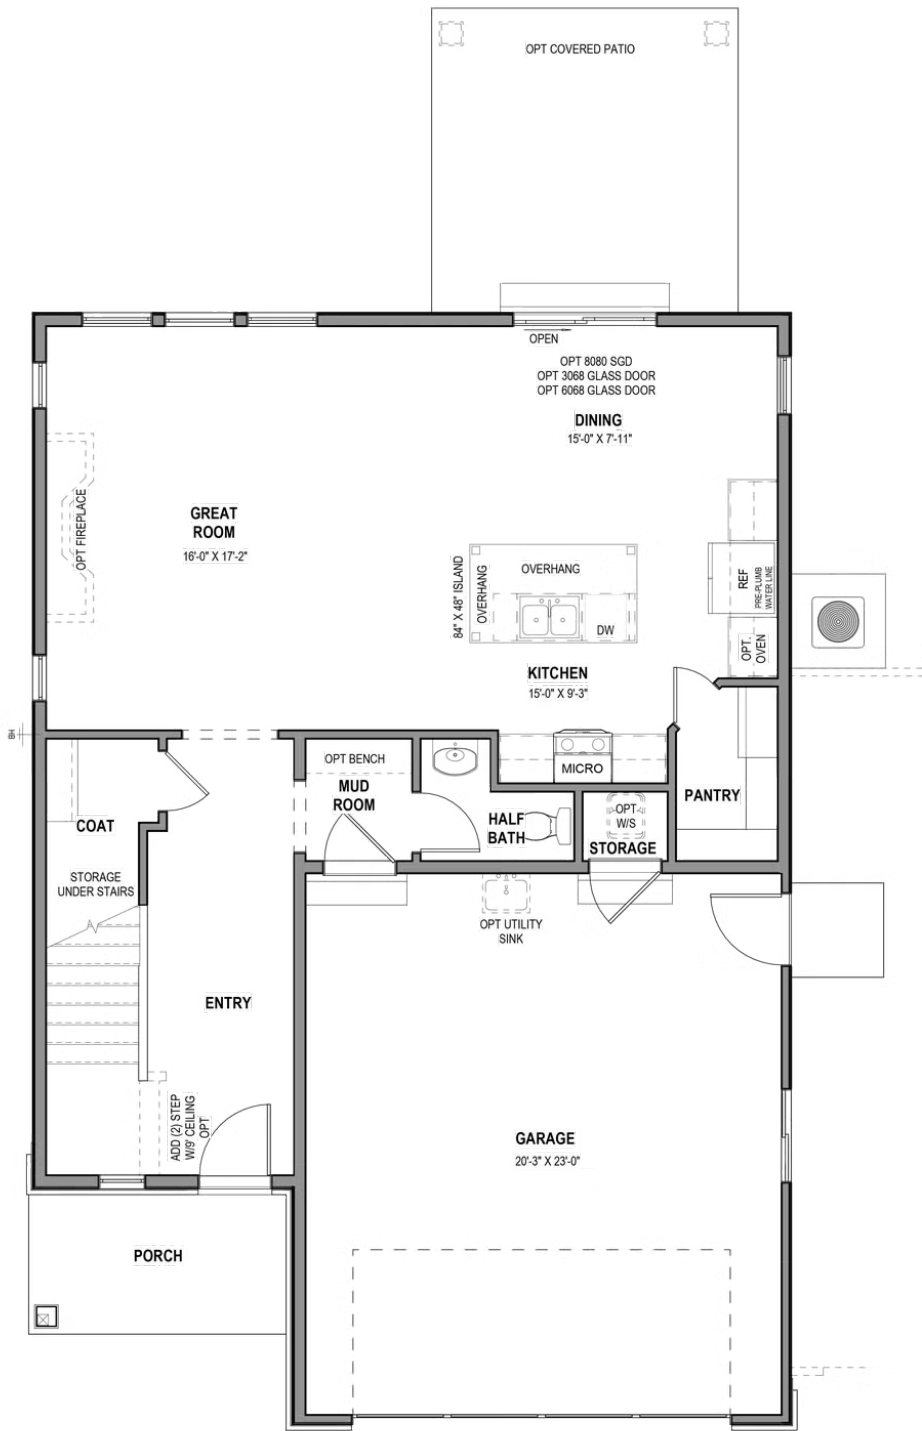 OPT COVERED PATIO
OPEN
OPT 8080 SGD
OPT 3068 GLASS DOOR
OPT 6068 GLASS DOOR
DINING
15'-0" X 7'-11"
OPT FIREPLACE
GREAT
ROOM
16'-0" X 17'-2"
84" X 48" ISLAND
OVERHANG
OVERHANG
DW
REF
PRE-PLUMB
WATER LINE
OPT.
OVEN
KITCHEN
15'-0" X 9'-3"
BH
OPT BENCH
MUD
ROOM
MICRO
PANTRY
COAT
HALF
BATH
OPT
W/S
STORAGE
STORAGE
UNDER STAIRS
OPT UTILITY
SINK
ENTRY
ADD (2) STEP
W/9' CEILING
OPT
GARAGE
20'-3" X 23'-0"
PORCH